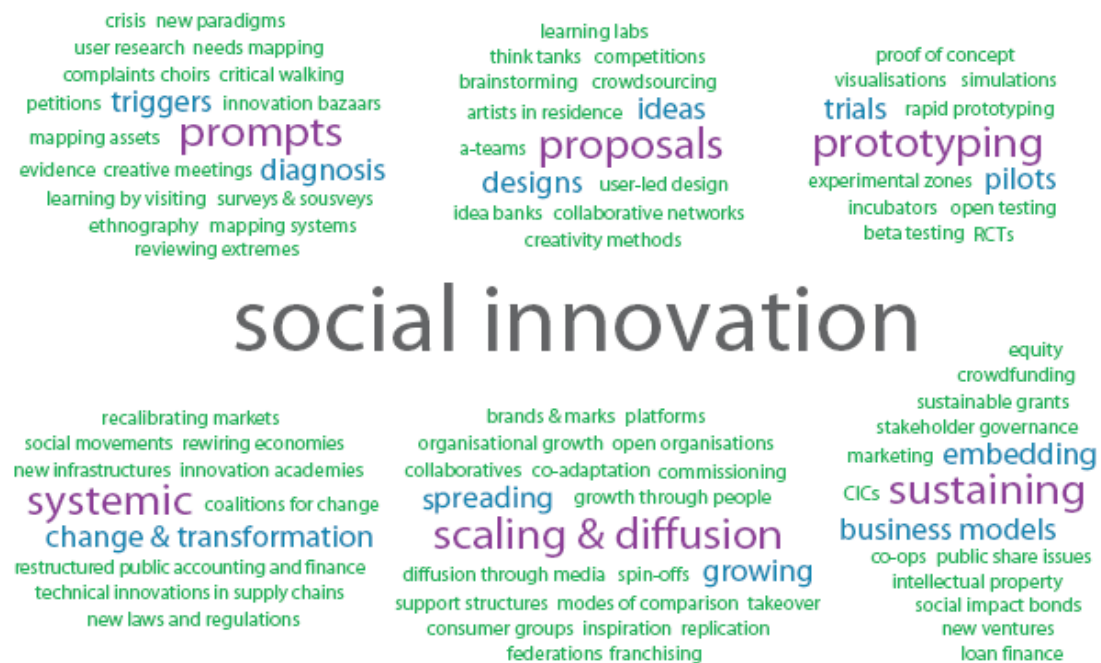 crisis new paradigms
user research needs mapping
complaints choirs critical walking
petitions triggers innovation bazaars
mapping assets prompts
evidence creative meetings diagnosis
learning by visiting surveys & sousveys
ethnography mapping systems
reviewing extremes
learning labs
think tanks competitions
brainstorming crowdsourcing
artists in residence ideas
a-teams proposals
designs user-led design
idea banks collaborative networks
creativity methods
proof of concept
visualisations simulations
trials rapid prototyping
prototyping
experimental zones pilots
incubators open testing
beta testing RCTs
social innovation
recalibrating markets
social movements rewiring economies
new infrastructures innovation academies
systemic coalitions for change
change & transformation
restructured public accounting and finance
technical innovations in supply chains
new laws and regulations
brands & marks platforms
organisational growth open organisations
collaboratives co-adaptation commissioning
spreading growth through people
scaling & diffusion
diffusion through media spin-offs growing
support structures modes of comparison takeover
consumer groups inspiration replication
federations franchising
equity
crowdfunding
sustainable grants
stakeholder governance
marketing embedding
CICs sustaining
business models
co-ops public share issues
intellectual property
social impact bonds
new ventures
loan finance